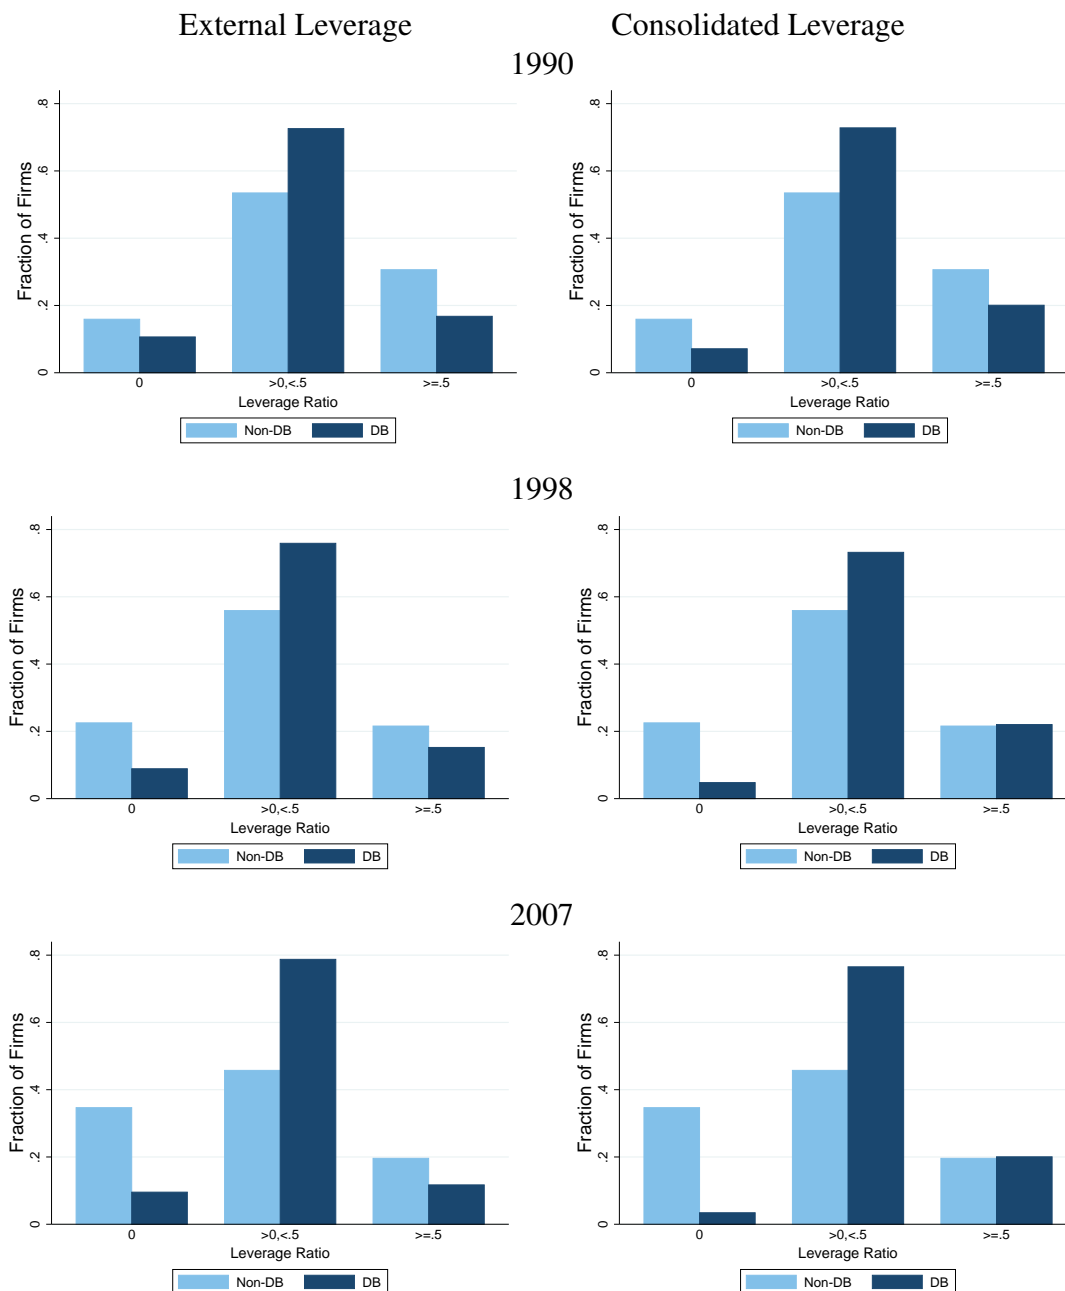 External Leverage Consolidated Leverage
1990
Fraction of Firms
0 .2 .4 .6 .8
0 >0,<.5 >=.5
Leverage Ratio
Non-DB DB
Fraction of Firms
0 .2 .4 .6 .8
0 >0,<.5 >=.5
Leverage Ratio
Non-DB DB
1998
Fraction of Firms
0 .2 .4 .6 .8
0 >0,<.5 >=.5
Leverage Ratio
Non-DB DB
Fraction of Firms
0 .2 .4 .6 .8
0 >0,<.5 >=.5
Leverage Ratio
Non-DB DB
2007
Fraction of Firms
0 .2 .4 .6 .8
0 >0,<.5 >=.5
Leverage Ratio
Non-DB DB
Fraction of Firms
0 .2 .4 .6 .8
0 >0,<.5 >=.5
Leverage Ratio
Non-DB DB